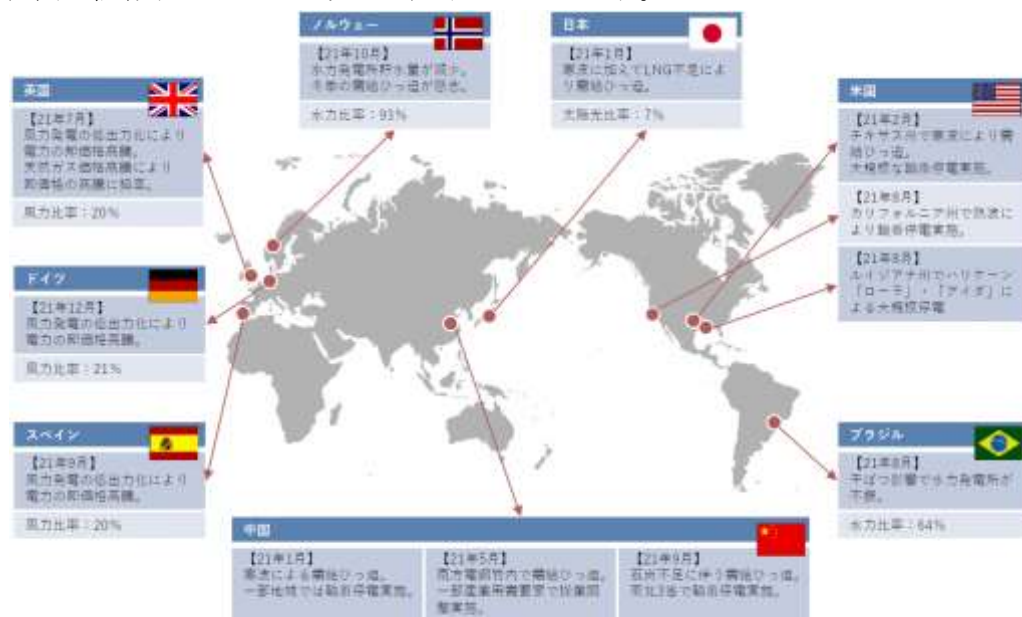 ノルウェー
【21年10月】
水力発電所貯水量が減少。
冬季の需給ひっ迫が懸念。
水力比率：93％
日本
【21年1月】
寒波に加えてLNG不足によ
り需給ひっ迫。
太陽光比率：7％
英国
【21年7月】
風力発電の低出力化により
電力の卸価格高騰。
天然ガス価格高騰により
卸価格の高騰に拍車。
風力比率：20％
米国
【21年2月】
テキサス州で寒波により需
給ひっ迫。
大規模な輪番停電実施。
カリフォルニア州で熱波に
より輪番停電実施。
【21年8月】
ルイジアナ州でハリケーン
「ローラ」・「アイダ」に
よる大規模停電
ドイツ
【21年12月】
風力発電の低出力化により
電力の卸価格高騰。
風力比率：21％
スペイン
【21年9月】
風力発電の低出力化により
電力の卸価格高騰。
風力比率：20％
ブラジル
【21年8月】
干ばつ影響で水力発電所が
不振。
水力比率：64％
中国
【21年1月】
寒波による需給ひっ迫。
一部地域では輪番停電実施。
【21年5月】
南方電網管内で需給ひっ迫。
一部産業用需要家で操業調
整実施。
【21年9月】
石炭不足に伴う需給ひっ迫。
東北3省で輪番停電実施。